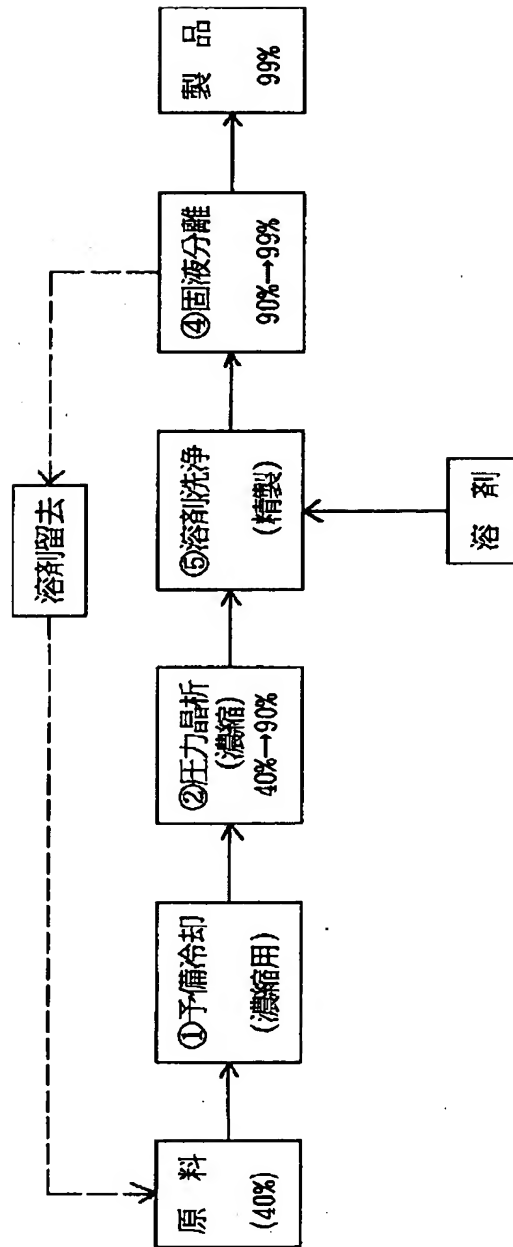 原　料
(40%)
①予備冷却
(濃縮用)
②圧力晶析
(濃縮)
40%→90%
⑤溶剤洗浄
(精製)
④固液分離
90%→99%
製　品
99%
溶剤留去
溶　剤